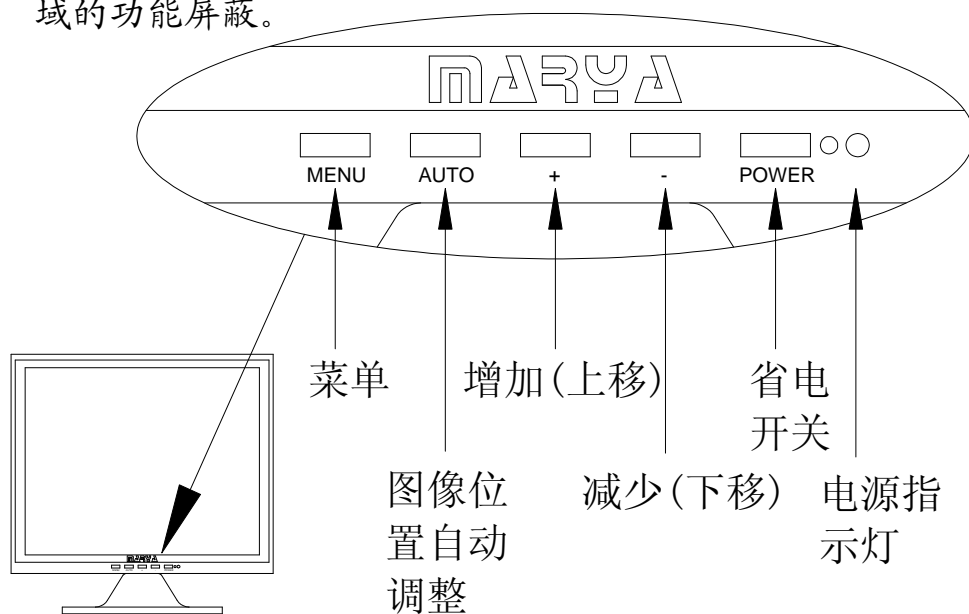 域的功能屏蔽。
MARYA
MENU AUTO + - POWER
菜单 增加(上移) 省电
开关
图像位 减少(下移) 电源指
置自动 示灯
调整
MARYA